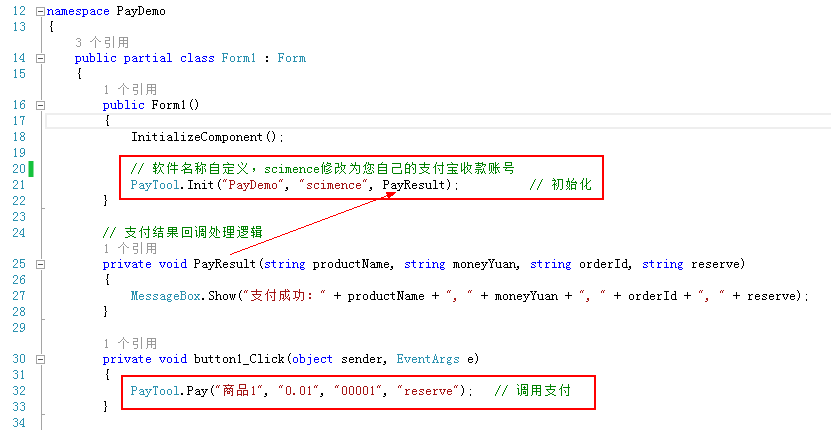 12 namespace PayDemo
13 {
3 个引用
14 public partial class Form1 : Form
15 {
1 个引用
16 public Form1()
17 {
18 InitializeComponent();
19
20 // 软件名称自定义，scimence修改为您自己的支付宝收款账号
21 PayTool.Init("PayDemo", "scimence", PayResult); // 初始化
22 }
23
24 // 支付结果回调处理逻辑
1 个引用
25 private void PayResult(string productName, string moneyYuan, string orderId, string reserve)
26 {
27 MessageBox.Show("支付成功：" + productName + ", " + moneyYuan + ", " + orderId + ", " + reserve);
28 }
29
1 个引用
30 private void button1_Click(object sender, EventArgs e)
31 {
32 PayTool.Pay("商品1", "0.01", "00001", "reserve"); // 调用支付
33 }
34